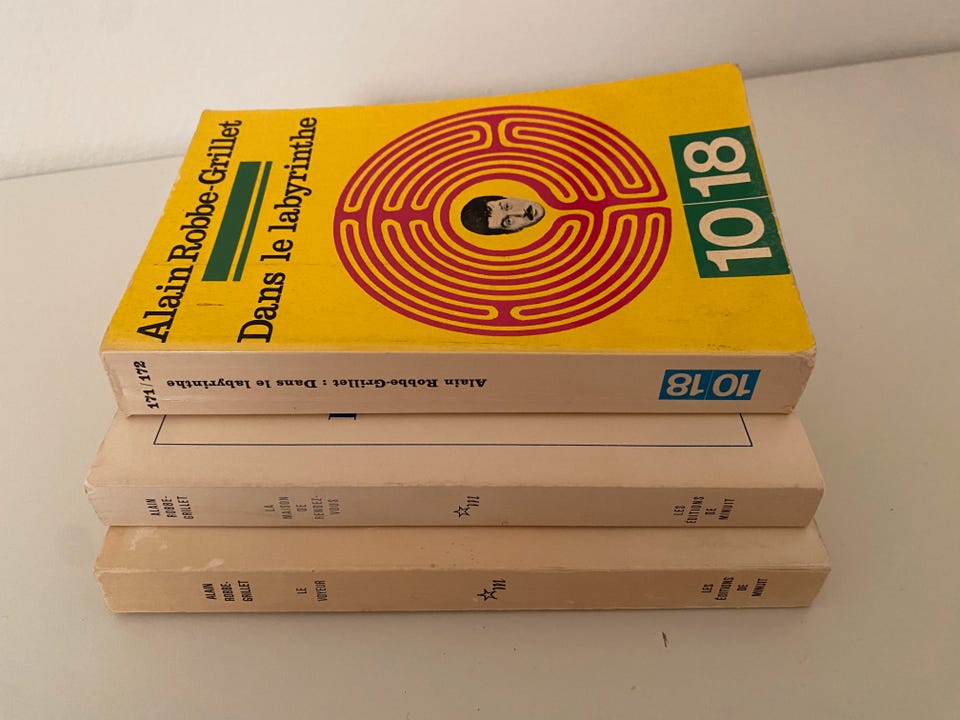 Alain Robbe-Grillet
Dans le labyrinthe
10 18
171/172
Alain Robbe-Grillet : Dans le labyrinthe
10 18
ALAIN
ROBBE-
GRILLET
LA
MAISON
DE
RENDEZ-
VOUS
m
LES
ÉDITIONS
DE
MINUIT
ALAIN
ROBBE-
GRILLET
LE
VOYEUR
m
LES
ÉDITIONS
DE
MINUIT